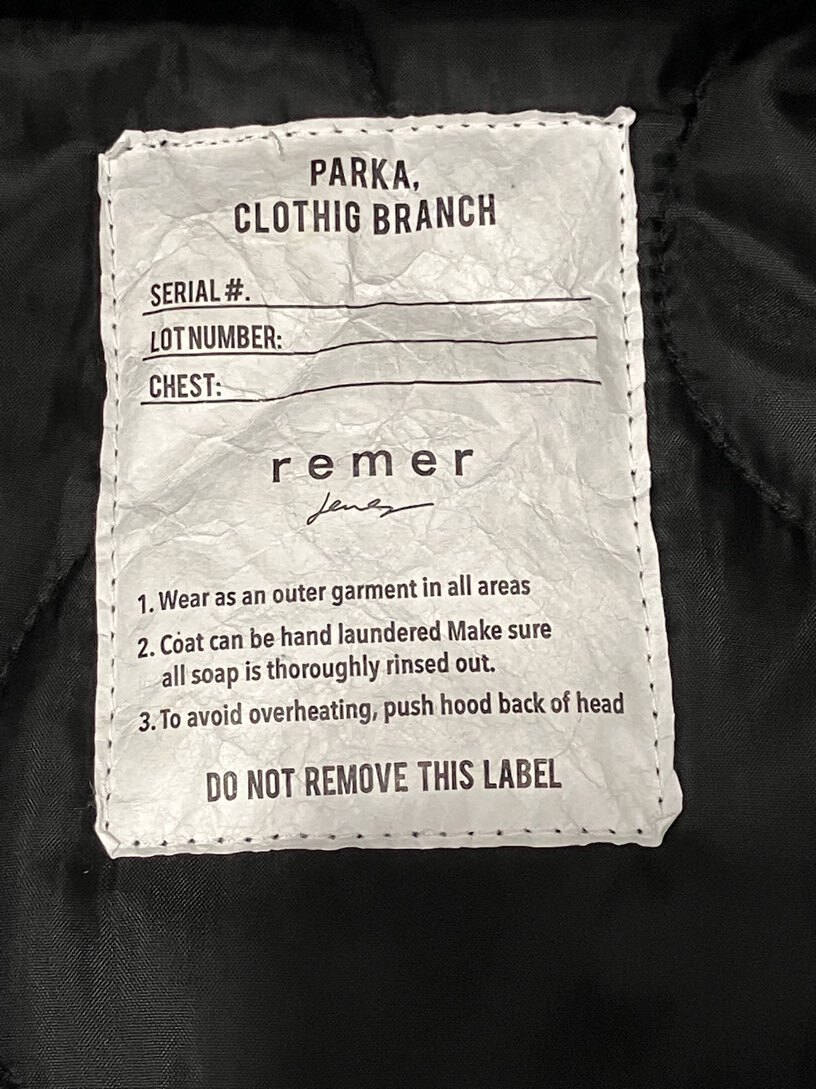 PARKA,
CLOTHIG BRANCH
SERIAL#.
LOT NUMBER:
CHEST:
remer
1. Wear as an outer garment in all areas
2. Coat can be hand laundered Make sure
all soap is thoroughly rinsed out.
3. To avoid overheating, push hood back of head
DO NOT REMOVE THIS LABEL